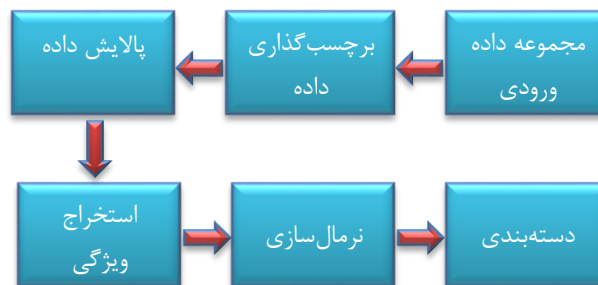 مجموعه داده
ورودی
برچسب‌گذاری
داده
پالایش داده
استخراج
ویژگی
نرمال‌سازی
دسته‌بندی